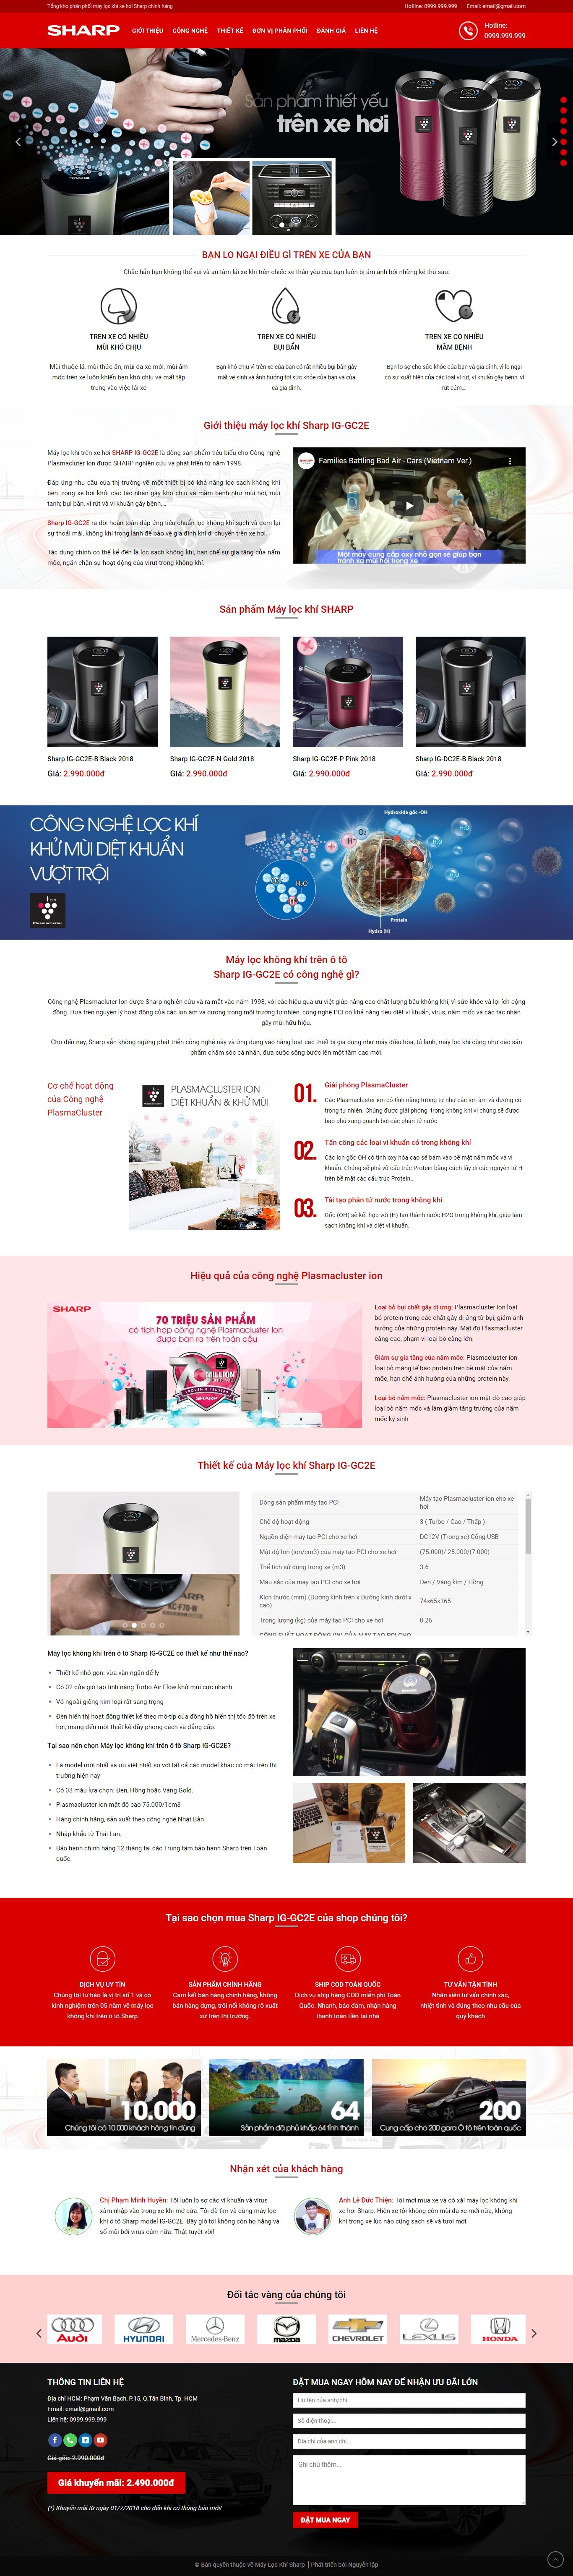 Tổng kho phân phối máy lọc khí xe hơi Sharp chính hãng
Hotline: 0999.999.999
Email: email@gmail.com
SHARP
GIỚI THIỆU
CÔNG NGHỆ
THIẾT KẾ
ĐƠN VỊ PHÂN PHỐI
ĐÁNH GIÁ
LIÊN HỆ
Hotline:
0999.999.999
Sản phẩm thiết yếu
trên xe hơi
BẠN LO NGẠI ĐIỀU GÌ TRÊN XE CỦA BẠN
Chắc hẳn bạn không thể vui và an tâm lái xe khi trên chiếc xe thân yêu của bạn luôn bị ám ảnh bởi những kẻ thù sau:
TRÊN XE CÓ NHIỀU
MÙI KHÓ CHỊU
Mùi thuốc lá, mùi thức ăn, mùi da xe mới, mùi ẩm
mốc trên xe luôn khiến bạn khó chịu và mất tập
trung vào việc lái xe
TREN XE CÓ NHIỀU
BỤI BẨN
Bạn khó chịu vì trên xe của bạn có rất nhiều bụi bẩn gây
mất vệ sinh và ảnh hưởng tới sức khỏe của bạn và của
cả gia đình.
TRÊN XE CÓ NHIỀU
MẦM BỆNH
Bạn lo sợ cho sức khỏe của bạn và gia đình, vì lo ngại
có sự xuất hiện của các loại vi rút, vi khuẩn gây bệnh, vi
rút cúm,...
Giới thiệu máy lọc khí Sharp IG-GC2E
Máy lọc khí trên xe hơi SHARP IG-GC2E là dòng sản phẩm tiêu biểu cho Công nghệ
Plasmacluter Ion được SHARP nghiên cứu và phát triển từ năm 1998.
Đáp ứng nhu cầu của thị trường về một thiết bị có khả năng lọc sạch không khí
bên trong xe hơi khỏi các tác nhân gây khó chịu và mầm bệnh như mùi hôi, mùi
tanh; bụi bẩn, vi rút và vi khuẩn gây bệnh,...
Sharp IG-GC2E ra đời hoàn toàn đáp ứng tiêu chuẩn lọc không khí sạch và đem lại
sự thoải mái, không khí trong lành để bảo vệ gia đình khi di chuyển trên xe hơi.
Tác dụng chính có thể kể đến là lọc sạch không khí, hạn chế sự gia tăng của nấm
mốc, ngăn chặn sự hoạt động của virut trong không khí.
Families Battling Bad Air - Cars (Vietnam Ver.)
Một máy cung cấp oxy nhỏ gọn sẽ giúp bạn
tránh xa mùi hôi trong xe
Sản phẩm Máy lọc khí SHARP
Sharp IG-GC2E-B Black 2018
Giá: 2.990.000đ
Sharp IG-GC2E-N Gold 2018
Giá: 2.990.000đ
Sharp IG-GC2E-P Pink 2018
Giá: 2.990.000đ
Sharp IG-DC2E-B Black 2018
Giá: 2.990.000đ
CÔNG NGHỆ LỌC KHÍ
KHỬ MÙI DIỆT KHUẨN
VƯỢT TRỘI
Plasmacluster
Hydroxide gốc -OH
O₂
H
H₂O
Protein
Hydro (H)
Máy lọc không khí trên ô tô
Sharp IG-GC2E có công nghệ gì?
Công nghệ Plasmacluter Ion được Sharp nghiên cứu và ra mắt vào năm 1998, với các hiệu quả ưu việt giúp nâng cao chất lượng bầu không khí, vì sức khỏe và lợi ích cộng
đồng. Dựa trên nguyên lý hoạt động của các ion âm và dương trong môi trường tự nhiên, công nghệ PCI có khả năng tiêu diệt vi khuẩn, virus, nấm mốc và các tác nhân
gây mùi hữu hiệu.
Cho đến nay, Sharp vẫn không ngừng phát triển công nghệ này và ứng dụng vào hàng loạt các thiết bị gia dụng như máy điều hòa, tủ lạnh, máy lọc khí cũng như các sản
phẩm chăm sóc cá nhân, đưa cuộc sống bước lên một tầm cao mới.
Cơ chế hoạt động
của Công nghệ
PlasmaCluster
PLASMACLUSTER ION
DIỆT KHUẨN & KHỬ MÙI
01.
Giải phóng PlasmaCluster
Các Plasmacluster ion có tính năng tương tự như các ion âm và dương có
trong tự nhiên. Chúng được giải phóng trong không khí vì chúng sẽ được
bao phủ xung quanh bởi các phân tử nước.
02.
Tấn công các loại vi khuẩn có trong không khí
Các ion gốc OH có tính oxy hóa cao sẽ bám vào bề mặt nấm mốc và vi
khuẩn. Chúng sẽ phá vỡ cấu trúc Protein bằng cách lấy đi các nguyên tử H
trên bề mặt các cấu trúc Protein..
03.
Tái tạo phân tử nước trong không khí
Gốc (OH) sẽ kết hợp với (H) tạo thành nước H2O trong không khí, giúp làm
sạch không khí và diệt vi khuẩn.
Hiệu quả của công nghệ Plasmacluster ion
SHARP
70 TRIỆU SẢN PHẨM
có tích hợp công nghệ Plasmacluster Ion
được bán ra trên toàn cầu
MILLION
PROVEN & TRUSTED
SHARP
Loại bỏ bụi chất gây dị ứng: Plasmacluster ion loại
bỏ protein trong các chất gây dị ứng từ bụi, giảm ảnh
hưởng của những protein này. Mật độ Plasmacluster
càng cao, phạm vi loại bỏ càng lớn.
Giảm sự gia tăng của nấm mốc: Plasmacluster ion
loại bỏ màng tế bào protein trên bề mặt của nấm
mốc, hạn chế ảnh hưởng của những protein này.
Loại bỏ nấm mốc: Plasmacluster ion mật độ cao giúp
loại bỏ nấm mốc và làm giảm tăng trưởng của nấm
mốc ký sinh
Thiết kế của Máy lọc khí Sharp IG-GC2E
SHARP
KC-F70-W
Dòng sản phẩm máy tạo PCI
Máy tạo Plasmacluster ion cho xe
hơi
Chế độ hoạt động
3 ( Turbo / Cao / Thấp )
Nguồn điện máy tạo PCI cho xe hơi
DC12V (Trong xe) Cổng USB
Mật độ Ion (ion/cm3) của máy tạo PCI cho xe hơi
(75.000)/ 25.000/(7.000)
Thể tích sử dụng trong xe (m3)
3.6
Màu sắc của máy tạo PCI cho xe hơi
Đen / Vàng kim / Hồng
Kích thước (mm) (Đường kính trên x Đường kính dưới x
cao)
74x65x165
Trọng lượng (kg) của máy tạo PCI cho xe hơi
0.26
CÔNG SUẤT HOẠT ĐỘNG (W) CỦA MÁY TẠO PCI CHO
Máy lọc không khí trên ô tô Sharp IG-GC2E có thiết kế như thế nào?
Thiết kế nhỏ gọn: vừa vặn ngăn để ly
Có 02 cửa gió tạo tính năng Turbo Air Flow khử mùi cực nhanh
Vỏ ngoài giống kim loại rất sang trọng
Đèn hiển thị hoạt động thiết kế theo mô-típ của đồng hồ hiển thị tốc độ trên xe
hơi, mang đến một thiết kế đầy phong cách và đẳng cấp.
Tại sao nên chọn Máy lọc không khí trên ô tô Sharp IG-GC2E?
Là model mới nhất và ưu việt nhất so với tất cả các model khác có mặt trên thị
trường hiện nay
Có 03 màu lựa chọn: Đen, Hồng hoặc Vàng Gold.
Plasmacluster ion mật độ cao 75.000/1cm3
Hàng chính hãng, sản xuất theo công nghệ Nhật Bản.
Nhập khẩu từ Thái Lan.
Bảo hành chính hãng 12 tháng tại các Trung tâm bảo hành Sharp trên Toàn
quốc.
Tại sao chọn mua Sharp IG-GC2E của shop chúng tôi?
DỊCH VỤ UY TÍN
Chúng tôi tự hào là vị trí số 1 và có
kinh nghiệm trên 05 năm về máy lọc
không khí trên ô tô Sharp
SẢN PHẨM CHÍNH HÃNG
Cam kết bán hàng chính hãng, không
bán hàng dựng, trôi nổi không rõ xuất
xứ trên thị trường.
SHIP COD TOÀN QUỐC
Dịch vụ ship hàng COD miễn phí Toàn
Quốc. Nhanh, bảo đảm, nhận hàng
thanh toán tiền tại nhà
TƯ VẤN TẬN TÌNH
Nhân viên tư vấn chính xác,
nhiệt tình và đúng theo nhu cầu của
quý khách
10.000
Chúng tôi có 10.000 khách hàng tin dùng
64
Sản phẩm đã phủ khắp 64 tỉnh thành
200
Cung cấp cho 200 gara Ô tô trên toàn quốc
Nhận xét của khách hàng
Chị Phạm Minh Huyền: Tôi luôn lo sợ các vi khuẩn và virus
xâm nhập vào trong xe khi mở cửa. Tôi đã tìm và dùng máy lọc
khí ô tô Sharp model IG-GC2E. Bây giờ tôi không còn ho hắng và
sổ mũi bởi virus cúm nữa. Thật tuyệt vời!
Anh Lê Đức Thiện: Tôi mới mua xe và có xài máy lọc không khí
xe hơi Sharp. Hiện xe tôi không còn mùi da xe mới nữa, không
khí trong xe lúc nào cũng sạch sẽ và tươi mới.
Đối tác vàng của chúng tôi
Audi
HYUNDAI
Mercedes-Benz
mazda
CHEVROLET
LEXUS
HONDA
THÔNG TIN LIÊN HỆ
Địa chỉ HCM: Phạm Văn Bạch, P.15, Q.Tân Bình, Tp. HCM
Email: email@gmail.com
Liên hệ: 0999.999.999
Giá gốc: 2.990.000đ
Giá khuyến mãi: 2.490.000đ
(*) Khuyến mãi từ ngày 01/7/2018 cho đến khi có thông báo mới!
ĐẶT MUA NGAY HÔM NAY ĐỂ NHẬN ƯU ĐÃI LỚN
Họ tên của anh/chị...
Số điện thoại...
Địa chỉ của anh chị...
Ghi chú thêm...
ĐẶT MUA NGAY
© Bản quyền thuộc về Máy Lọc Khí Sharp | Phát triển bởi Nguyễn lập